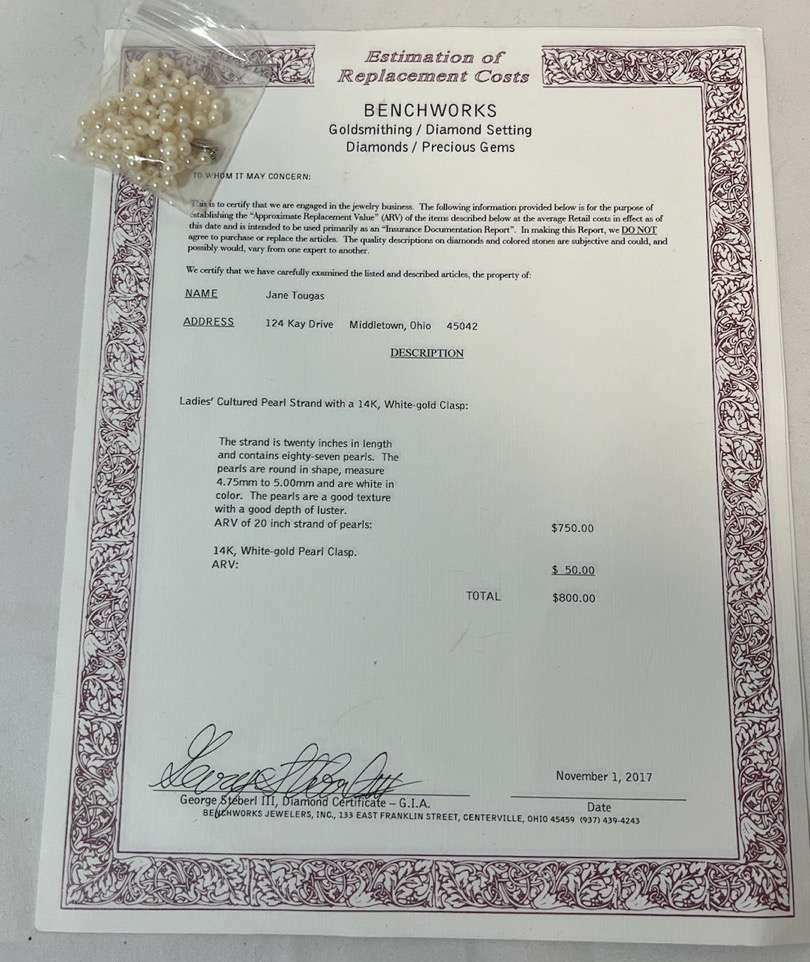 Estimation of
Replacement Costs
BENCHWORKS
Goldsmithing / Diamond Setting
Diamonds / Precious Gems
TO WHOM IT MAY CONCERN:
This is to certify that we are engaged in the jewelry business. The following information provided below is for the purpose of
establishing the "Approximate Replacement Value" (ARV) of the items described below at the average Retail costs in effect as of
this date and is intended to be used primarily as an "Insurance Documentation Report". In making this Report, we DO NOT
agree to purchase or replace the articles. The quality descriptions on diamonds and colored stones are subjective and could, and
possibly would, vary from one expert to another.
We certify that we have carefully examined the listed and described articles, the property of:
NAME Jane Tougas
ADDRESS 124 Kay Drive Middletown, Ohio 45042
DESCRIPTION
Ladies' Cultured Pearl Strand with a 14K, White-gold Clasp:
The strand is twenty inches in length
and contains eighty-seven pearls. The
pearls are round in shape, measure
4.75mm to 5.00mm and are white in
color. The pearls are a good texture
with a good depth of luster.
ARV of 20 inch strand of pearls: $750.00
14K, White-gold Pearl Clasp.
ARV: $ 50.00
TOTAL $800.00
November 1, 2017
George Steberl III, Diamond Certificate – G.I.A. Date
BENCHWORKS JEWELERS, INC., 133 EAST FRANKLIN STREET, CENTERVILLE, OHIO 45459 (937) 439-4243